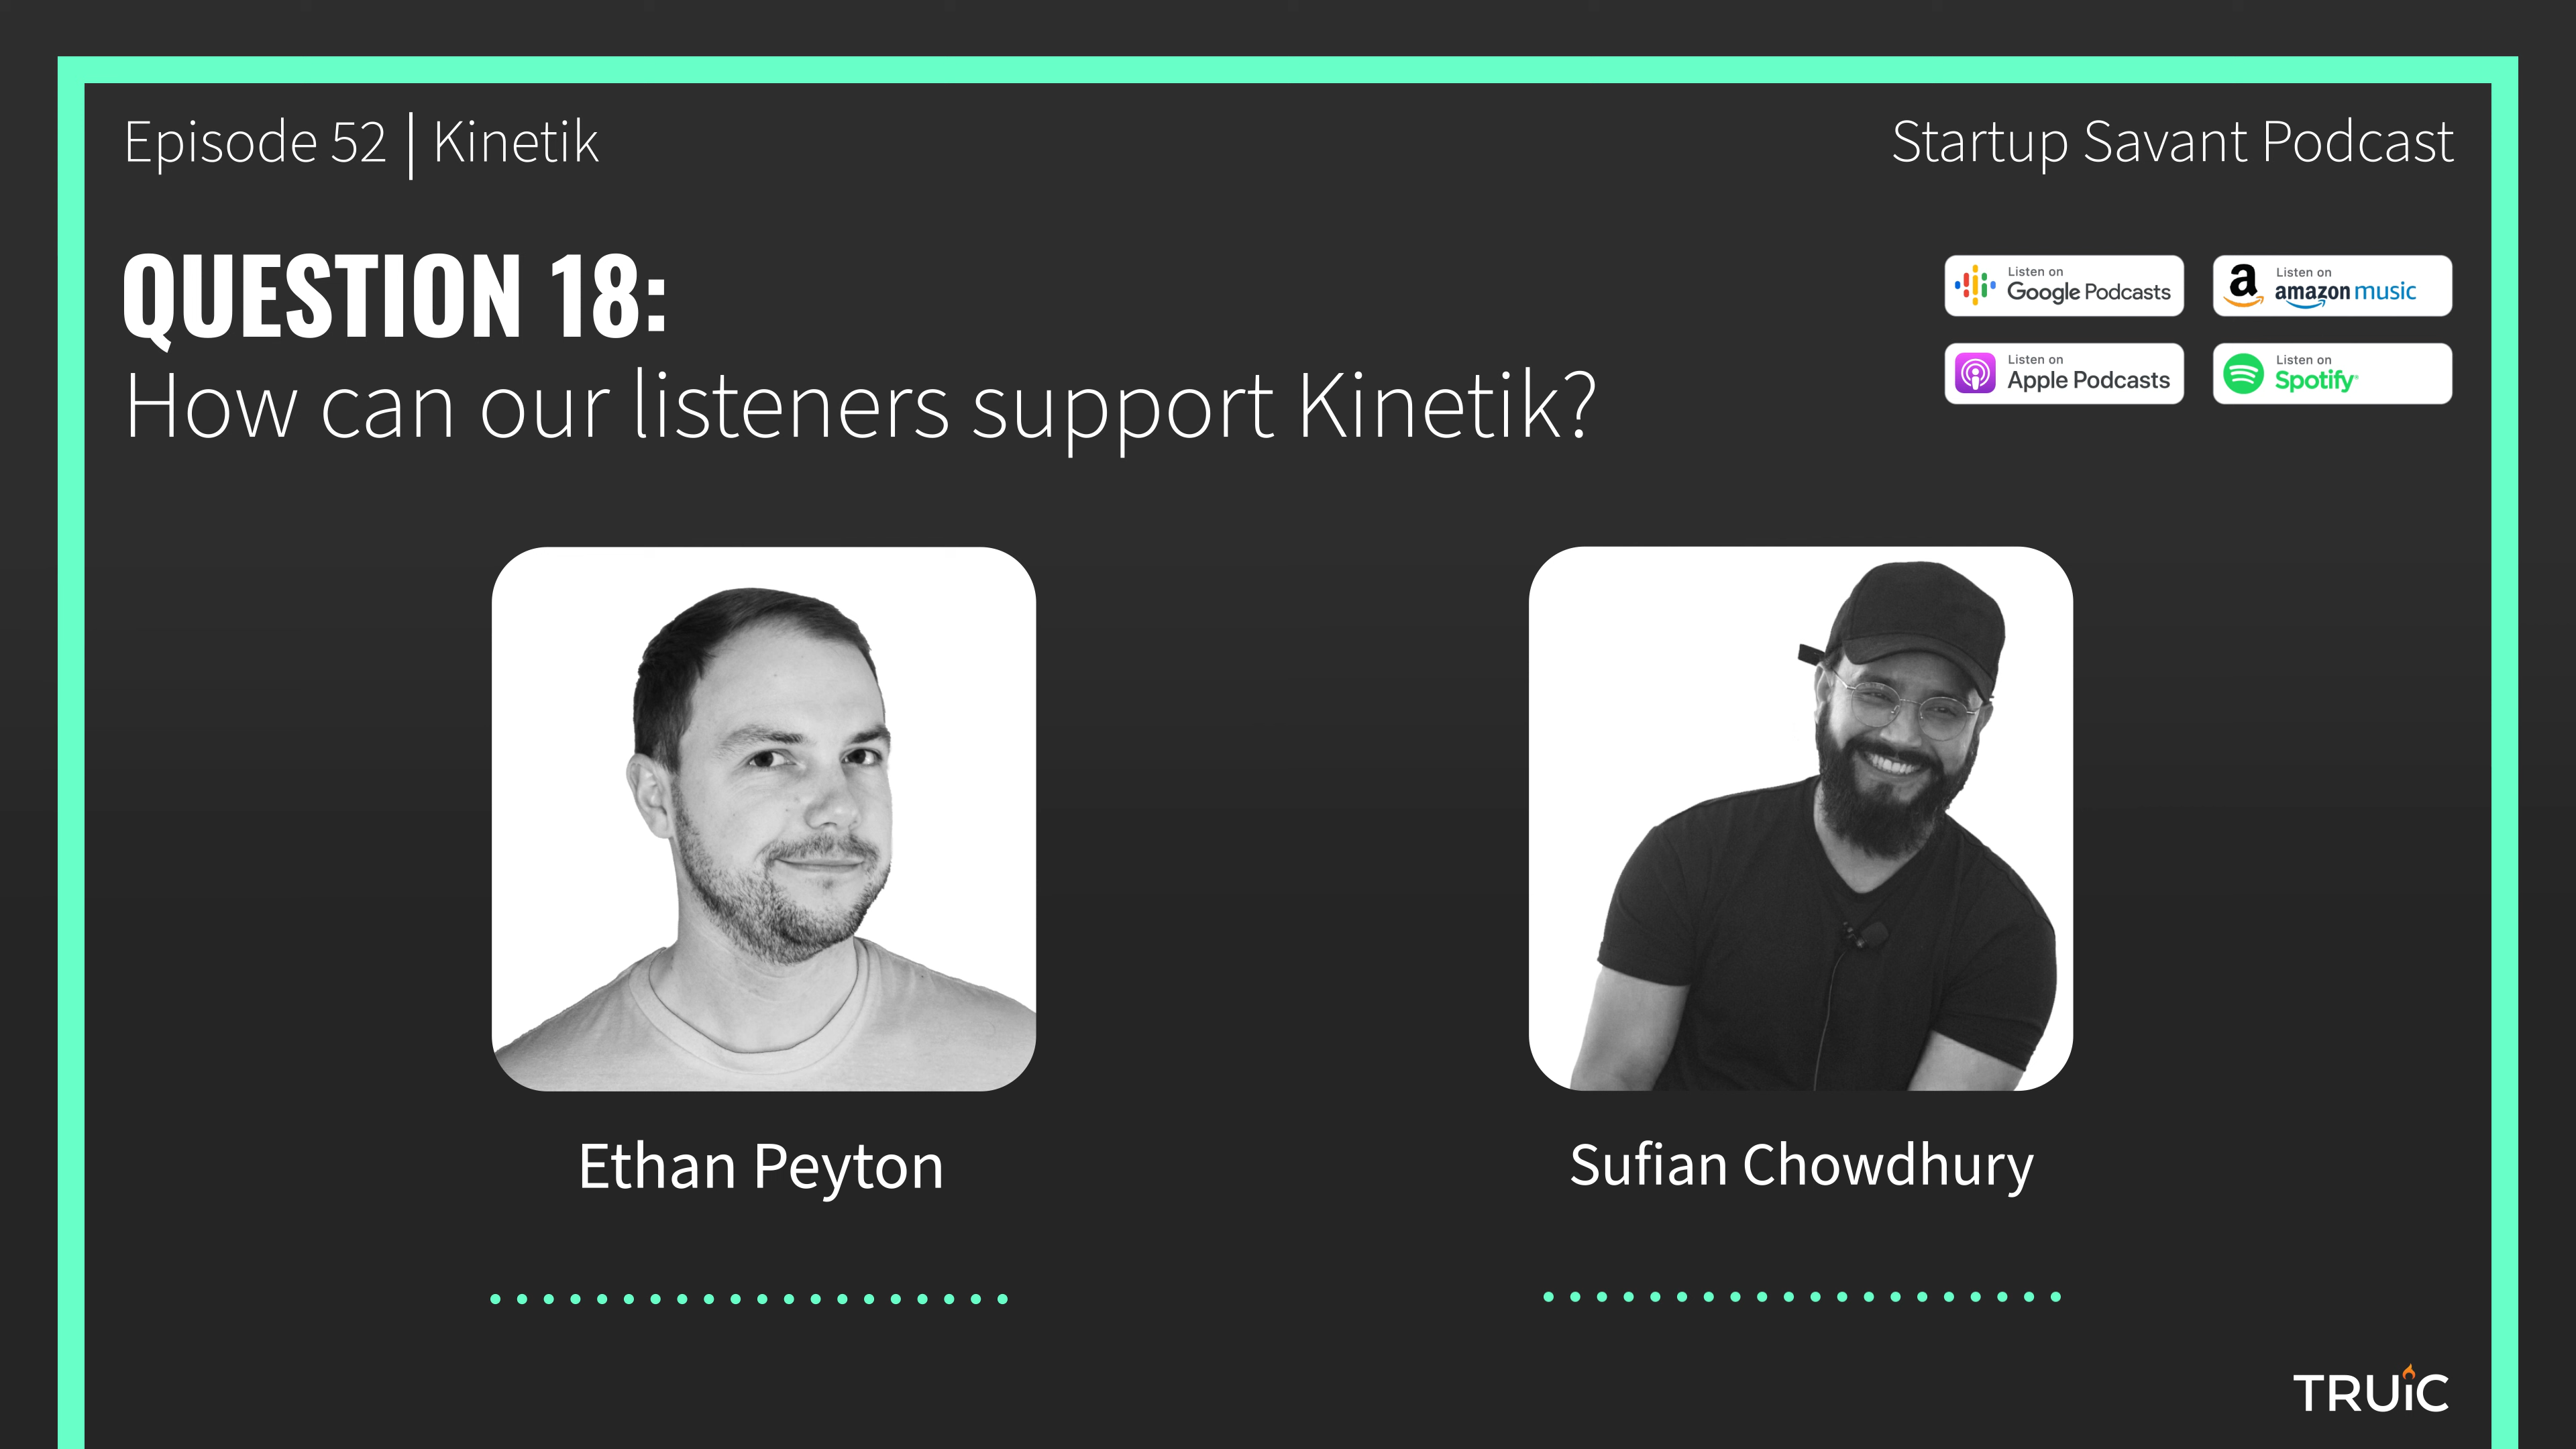 Episode 52 | Kinetik
Startup Savant Podcast
QUESTION 18:
How can our listeners support Kinetik?
Listen on
Google Podcasts
Listen on
amazon music
Listen on
Apple Podcasts
Listen on
Spotify
Ethan Peyton
Sufian Chowdhury
TRUiC